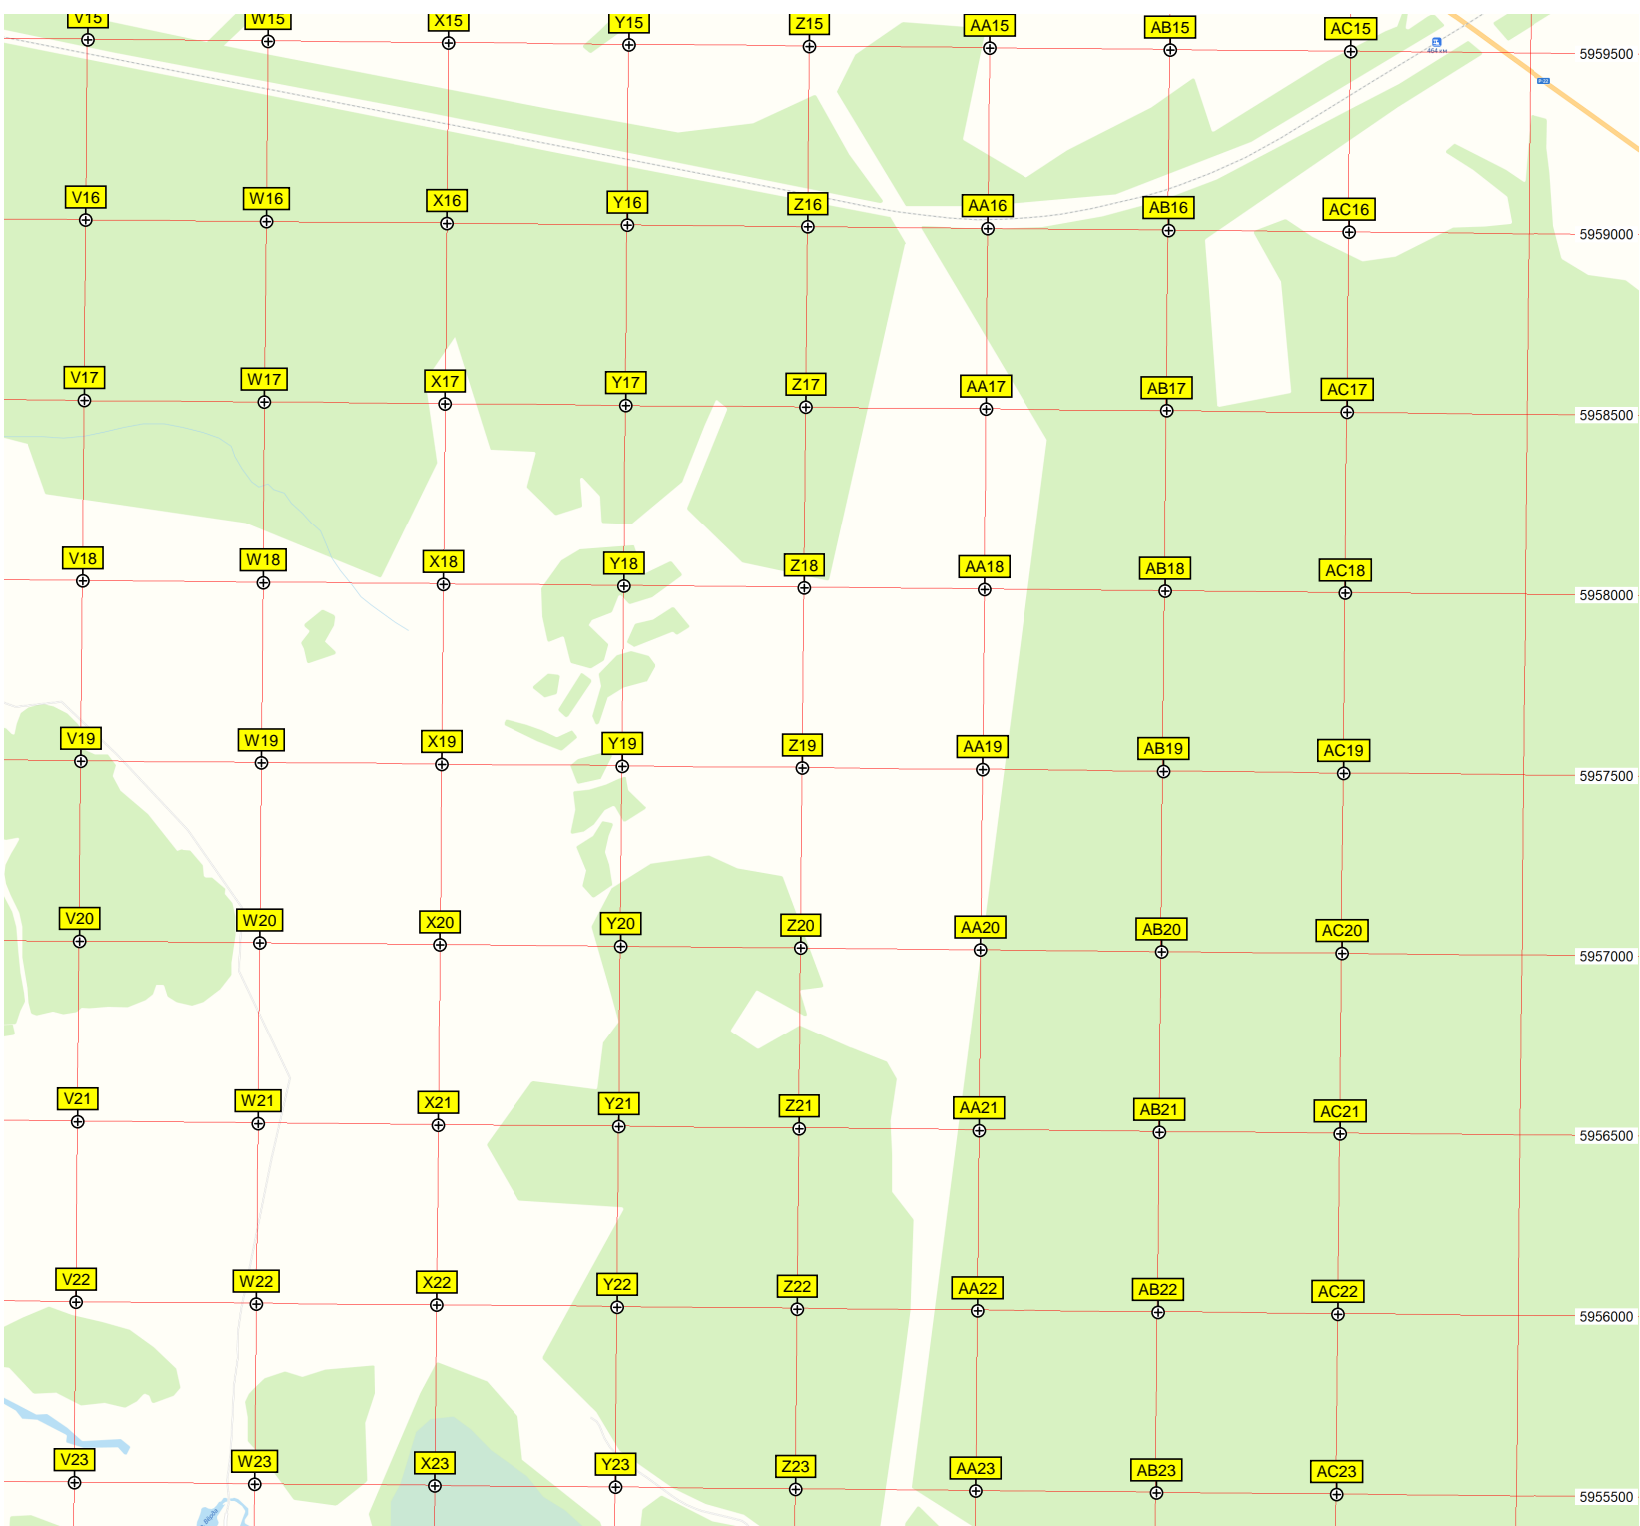 V15 W15 X15 Y15 Z15 AA15 AB15 AC15
464 км
5959500
Р-22
V16 W16 X16 Y16 Z16 AA16 AB16 AC16
5959000
V17 W17 X17 Y17 Z17 AA17 AB17 AC17
5958500
V18 W18 X18 Y18 Z18 AA18 AB18 AC18
5958000
V19 W19 X19 Y19 Z19 AA19 AB19 AC19
5957500
V20 W20 X20 Y20 Z20 AA20 AB20 AC20
5957000
V21 W21 X21 Y21 Z21 AA21 AB21 AC21
5956500
V22 W22 X22 Y22 Z22 AA22 AB22 AC22
5956000
V23 W23 X23 Y23 Z23 AA23 AB23 AC23
5955500